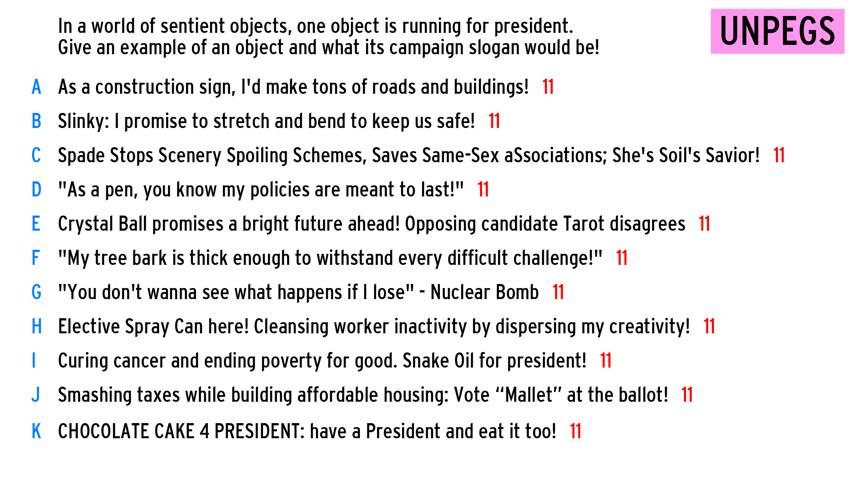 In a world of sentient objects, one object is running for president.
Give an example of an object and what its campaign slogan would be!
UNPEGS
A As a construction sign, I'd make tons of roads and buildings! 11
B Slinky: I promise to stretch and bend to keep us safe! 11
C Spade Stops Scenery Spoiling Schemes, Saves Same-Sex aSsociations; She's Soil's Savior! 11
D "As a pen, you know my policies are meant to last!" 11
E Crystal Ball promises a bright future ahead! Opposing candidate Tarot disagrees 11
F "My tree bark is thick enough to withstand every difficult challenge!" 11
G "You don't wanna see what happens if I lose" - Nuclear Bomb 11
H Elective Spray Can here! Cleansing worker inactivity by dispersing my creativity! 11
I Curing cancer and ending poverty for good. Snake Oil for president! 11
J Smashing taxes while building affordable housing: Vote “Mallet” at the ballot! 11
K CHOCOLATE CAKE 4 PRESIDENT: have a President and eat it too! 11